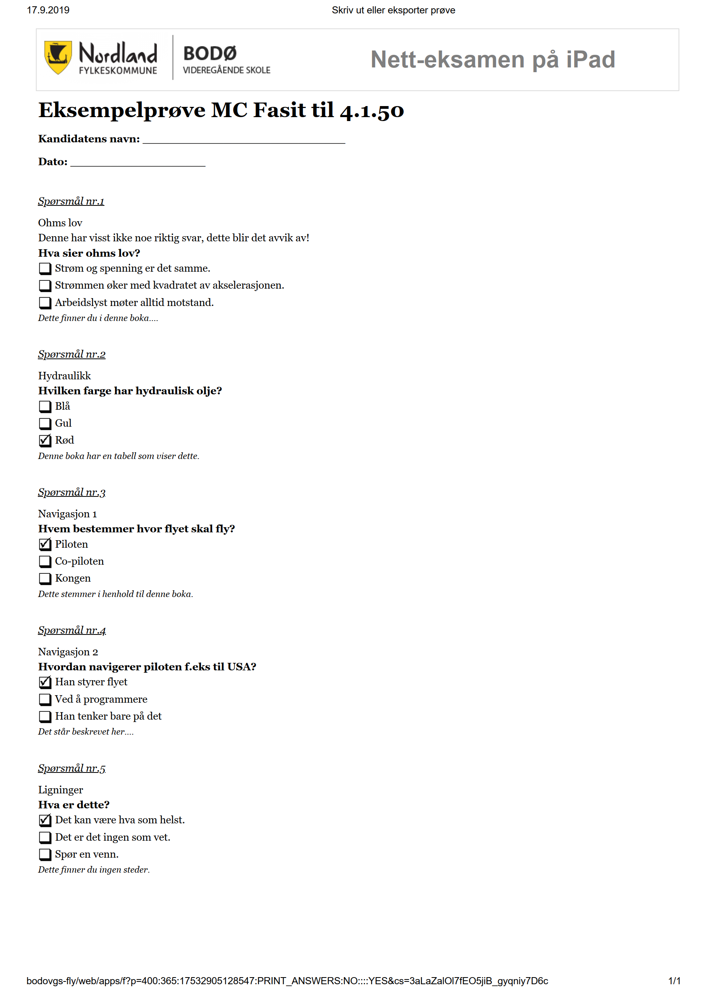 17.9.2019 Skriv ut eller eksporter prøve
Nordland
FYLKESKOMMUNE
BODØ
VIDEREGÅENDE SKOLE
Nett-eksamen på iPad
Eksempelprøve MC Fasit til 4.1.50
Kandidatens navn: ______________________________
Dato: ____________________
Spørsmål nr.1
Ohms lov
Denne har visst ikke noe riktig svar, dette blir det avvik av!
Hva sier ohms lov?
Strøm og spenning er det samme.
Strømmen øker med kvadratet av akselerasjonen.
Arbeidslyst møter alltid motstand.
Dette finner du i denne boka....
Spørsmål nr.2
Hydraulikk
Hvilken farge har hydraulisk olje?
Blå
Gul
Rød
Denne boka har en tabell som viser dette.
Spørsmål nr.3
Navigasjon 1
Hvem bestemmer hvor flyet skal fly?
Piloten
Co-piloten
Kongen
Dette stemmer i henhold til denne boka.
Spørsmål nr.4
Navigasjon 2
Hvordan navigerer piloten f.eks til USA?
Han styrer flyet
Ved å programmere
Han tenker bare på det
Det står beskrevet her....
Spørsmål nr.5
Ligninger
Hva er dette?
Det kan være hva som helst.
Det er det ingen som vet.
Spør en venn.
Dette finner du ingen steder.
bodovgs-fly/web/apps/f?p=400:365:17532905128547:PRINT_ANSWERS:NO::::YES&cs=3aLaZalOl7fEO5jiB_gyqniy7D6c 1/1